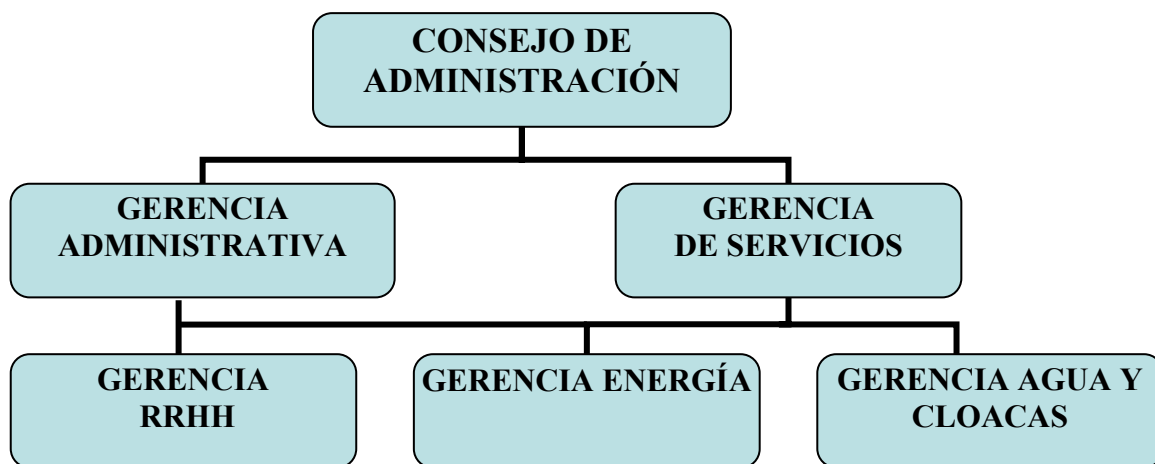 CONSEJO DE
ADMINISTRACIÓN
GERENCIA
ADMINISTRATIVA
GERENCIA
DE SERVICIOS
GERENCIA
RRHH
GERENCIA ENERGÍA
GERENCIA AGUA Y
CLOACAS